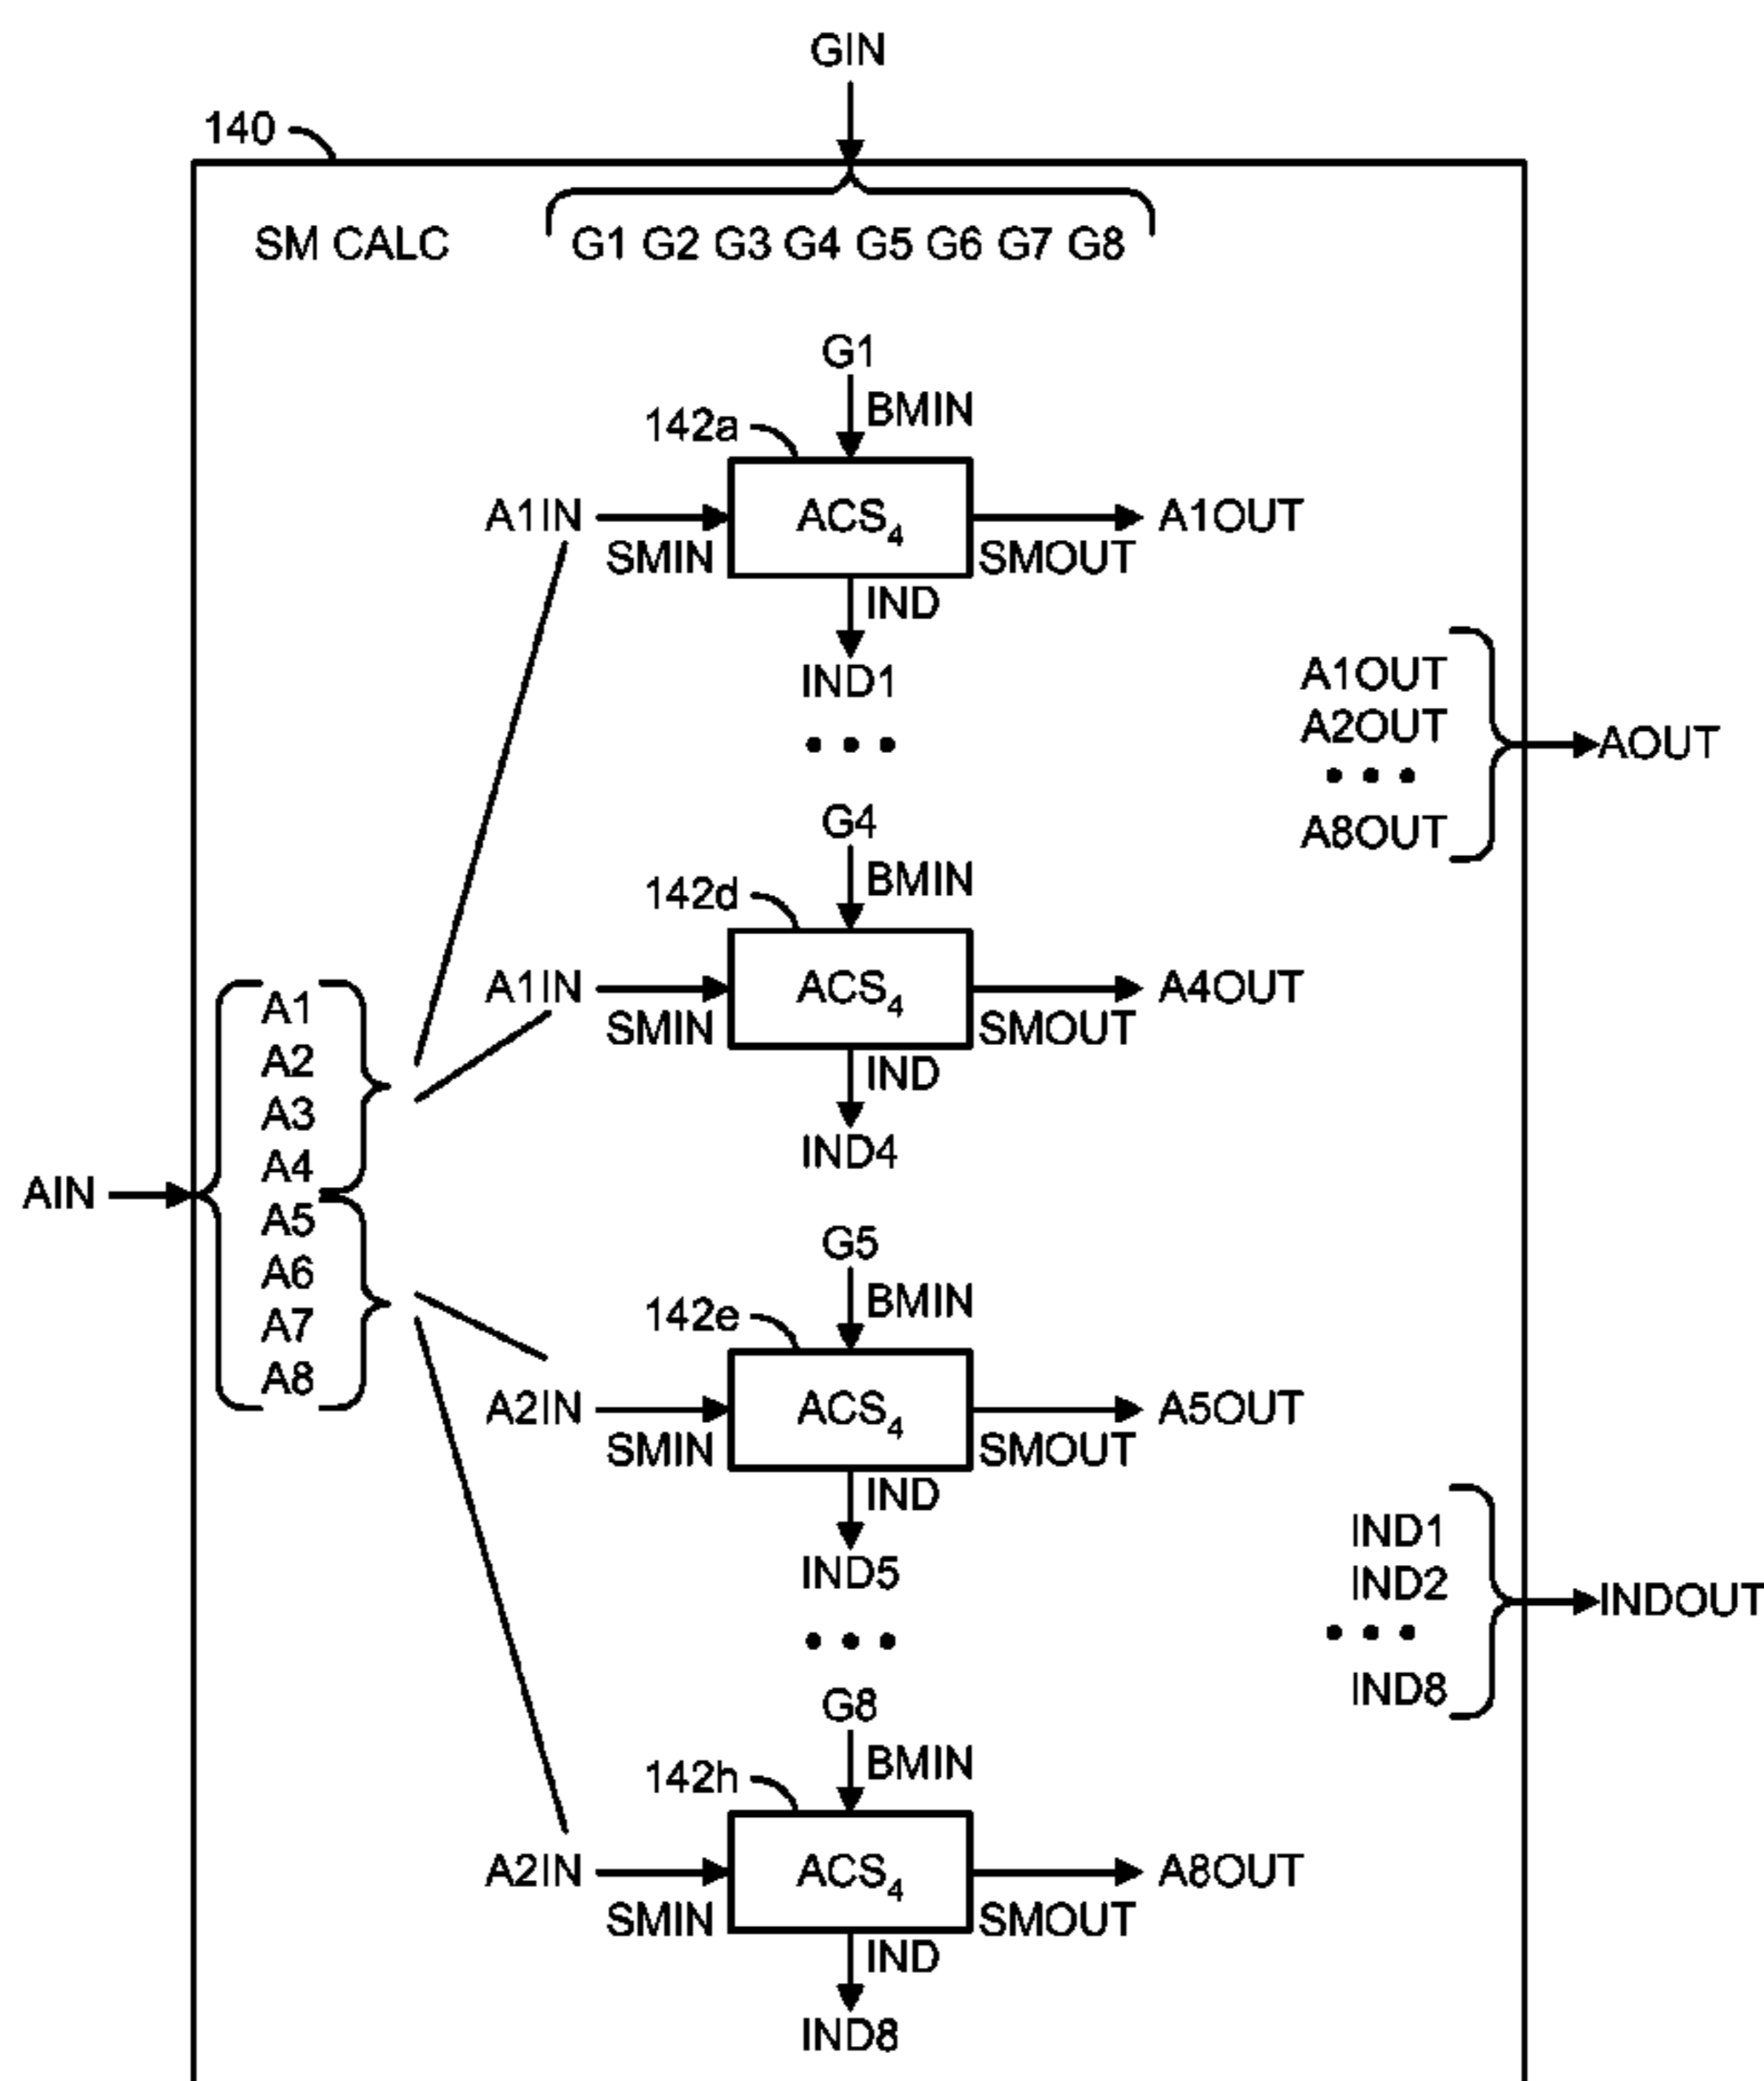 GIN
140
SM CALC
G1 G2 G3 G4 G5 G6 G7 G8
G1
BMIN
142a
A1IN
SMIN
ACS4
SMOUT
A1OUT
IND
IND1
• • •
A1OUT
A2OUT
• • •
A8OUT
AOUT
G4
BMIN
142d
A1IN
SMIN
ACS4
SMOUT
A4OUT
IND
IND4
AIN
A1
A2
A3
A4
A5
A6
A7
A8
G5
BMIN
142e
A2IN
SMIN
ACS4
SMOUT
A5OUT
IND
IND5
• • •
IND1
IND2
• • •
IND8
INDOUT
G8
BMIN
142h
A2IN
SMIN
ACS4
SMOUT
A8OUT
IND
IND8